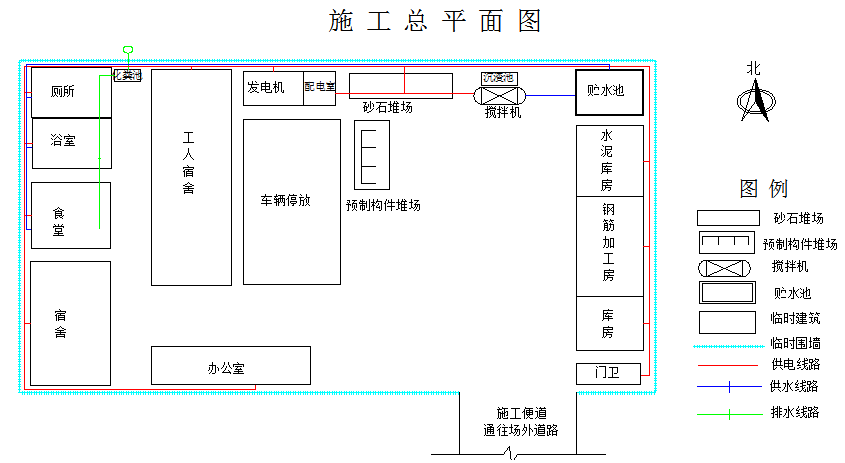 施工总平面图
厕所
化粪池
浴室
食堂
宿舍
工人宿舍
发电机
配电室
砂石堆场
沉淀池
搅拌机
贮水池
车辆停放
预制构件堆场
水泥库房
钢筋加工房
库房
门卫
办公室
施工便道
通往场外道路
北
图例
砂石堆场
预制构件堆场
搅拌机
贮水池
临时建筑
临时围墙
供电线路
供水线路
排水线路